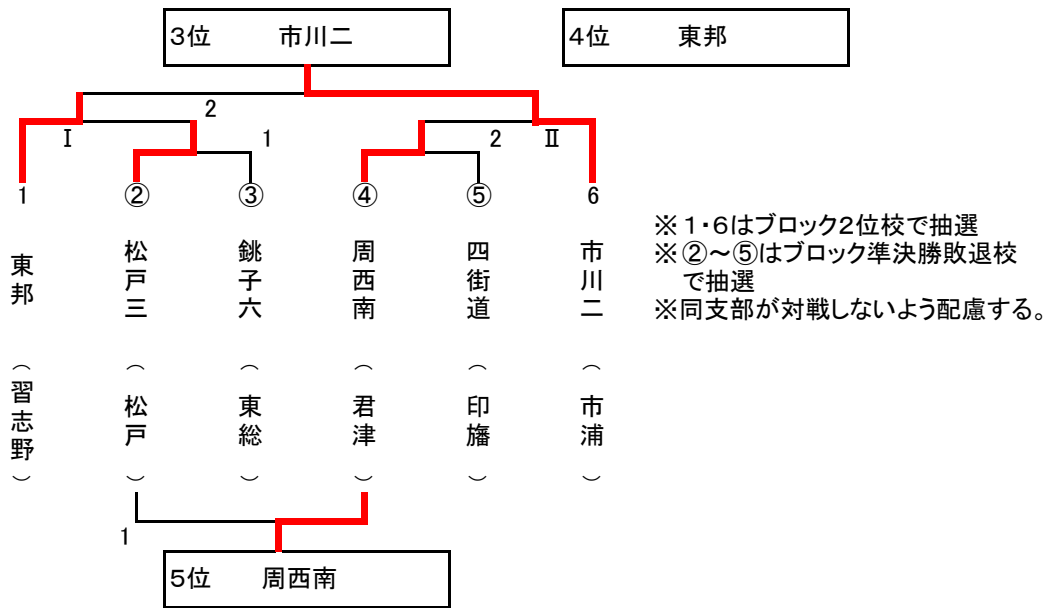 3位　市川二
4位　東邦
2
Ⅰ
1
2
Ⅱ
1
②
③
④
⑤
6
東邦（習志野）
松戸三（松戸）
銚子六（東総）
周西南（君津）
四街道（印旛）
市川二（市浦）
※１・６はブロック２位校で抽選
※②～⑤はブロック準決勝敗退校
で抽選
※同支部が対戦しないよう配慮する。
1
5位　周西南